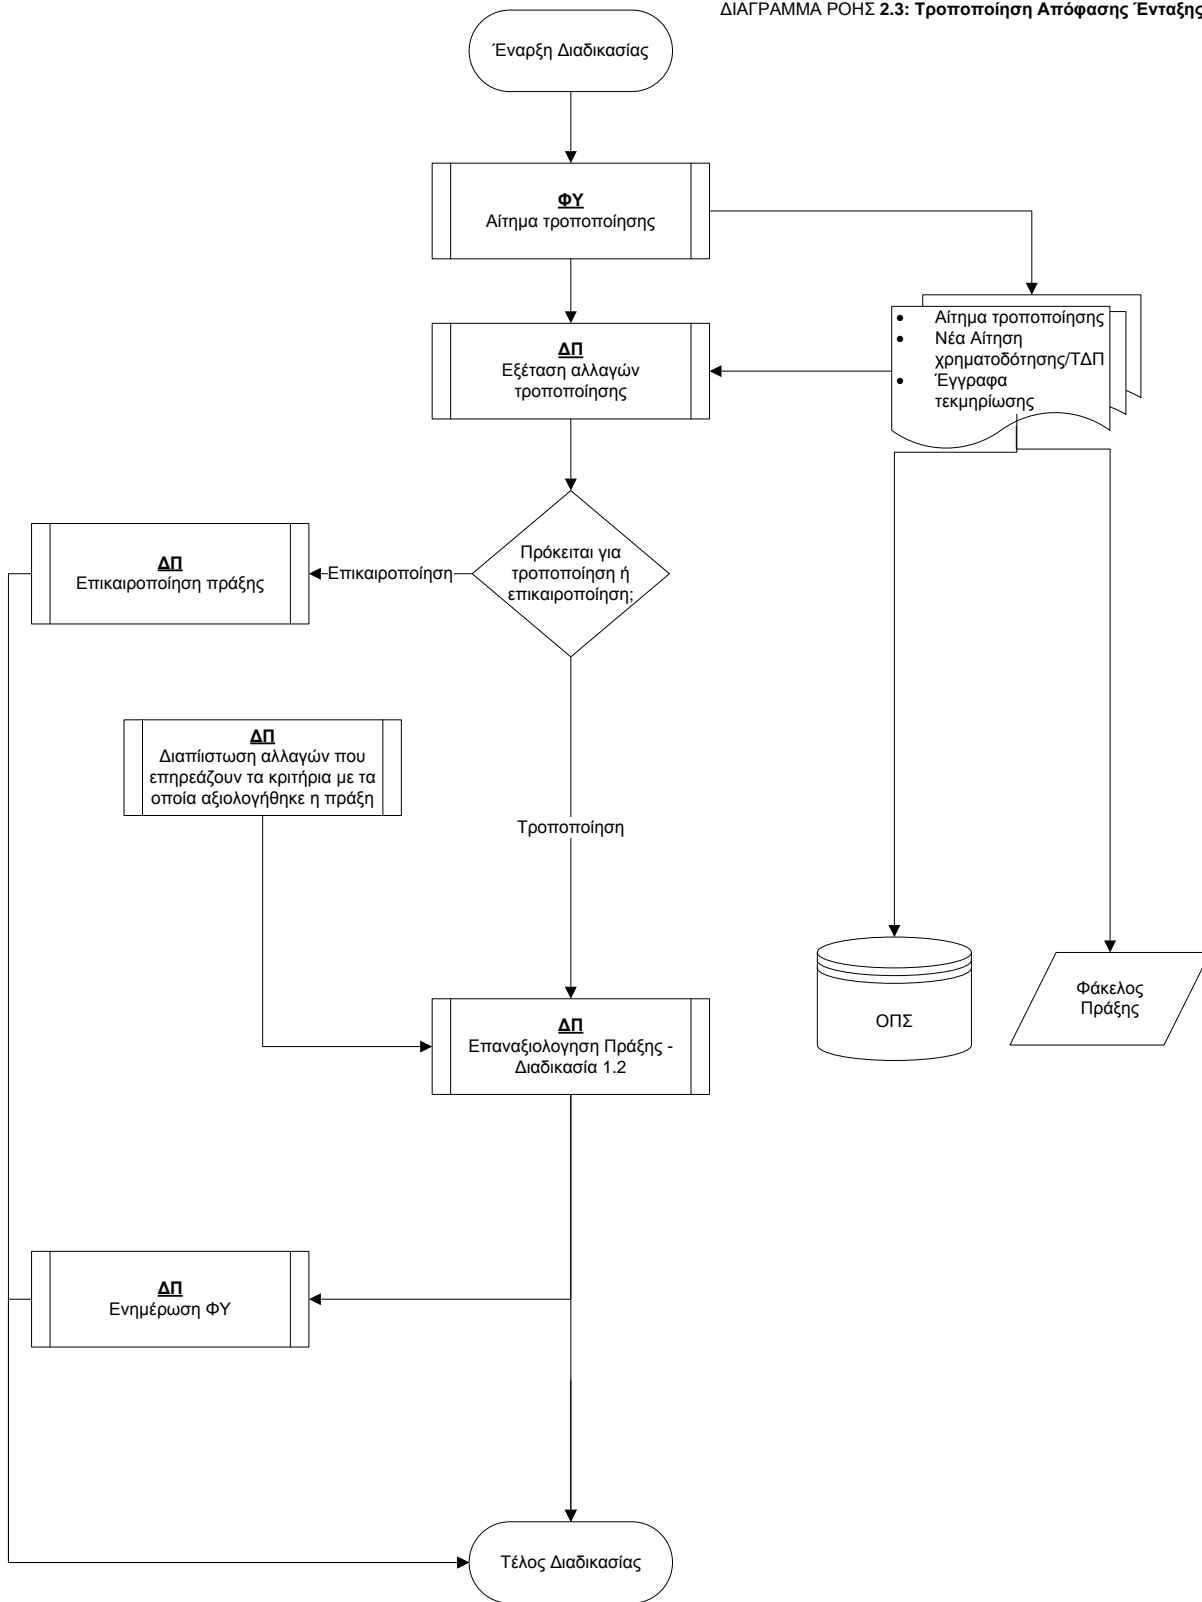 ΔΙΑΓΡΑΜΜΑ ΡΟΗΣ 2.3: Τροποποίηση Απόφασης Ένταξης
Έναρξη Διαδικασίας
ΦΥ
Αίτημα τροποποίησης
ΔΠ
Εξέταση αλλαγών
τροποποίησης
• Αίτημα τροποποίησης
• Νέα Αίτηση
χρηματοδότησης/ΤΔΠ
• Έγγραφα
τεκμηρίωσης
Πρόκειται για
τροποποίηση ή
επικαιροποίηση;
Επικαιροποίηση
ΔΠ
Επικαιροποίηση πράξης
ΔΠ
Διαπίιστωση αλλαγών που
επηρεάζουν τα κριτήρια με τα
οποία αξιολογήθηκε η πράξη
Τροποποίηση
ΔΠ
Επαναξιολογηση Πράξης -
Διαδικασία 1.2
ΟΠΣ
Φάκελος
Πράξης
ΔΠ
Ενημέρωση ΦΥ
Τέλος Διαδικασίας